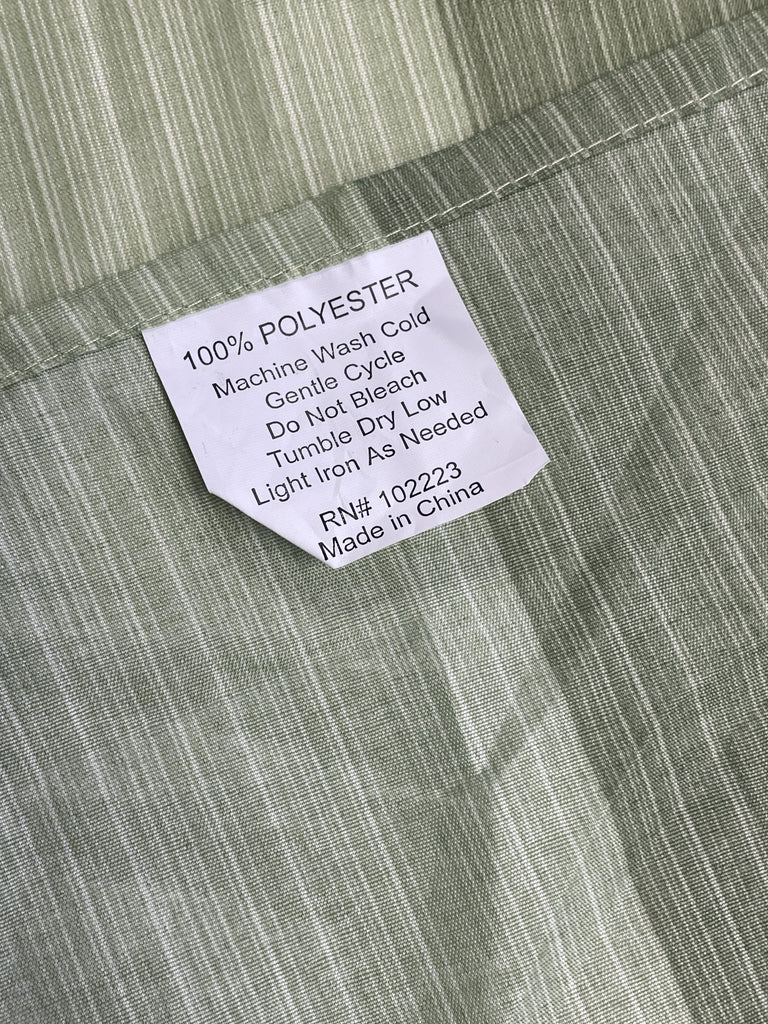 100% POLYESTER
Machine Wash Cold
Gentle Cycle
Do Not Bleach
Tumble Dry Low
Light Iron As Needed
RN# 102223
Made in China